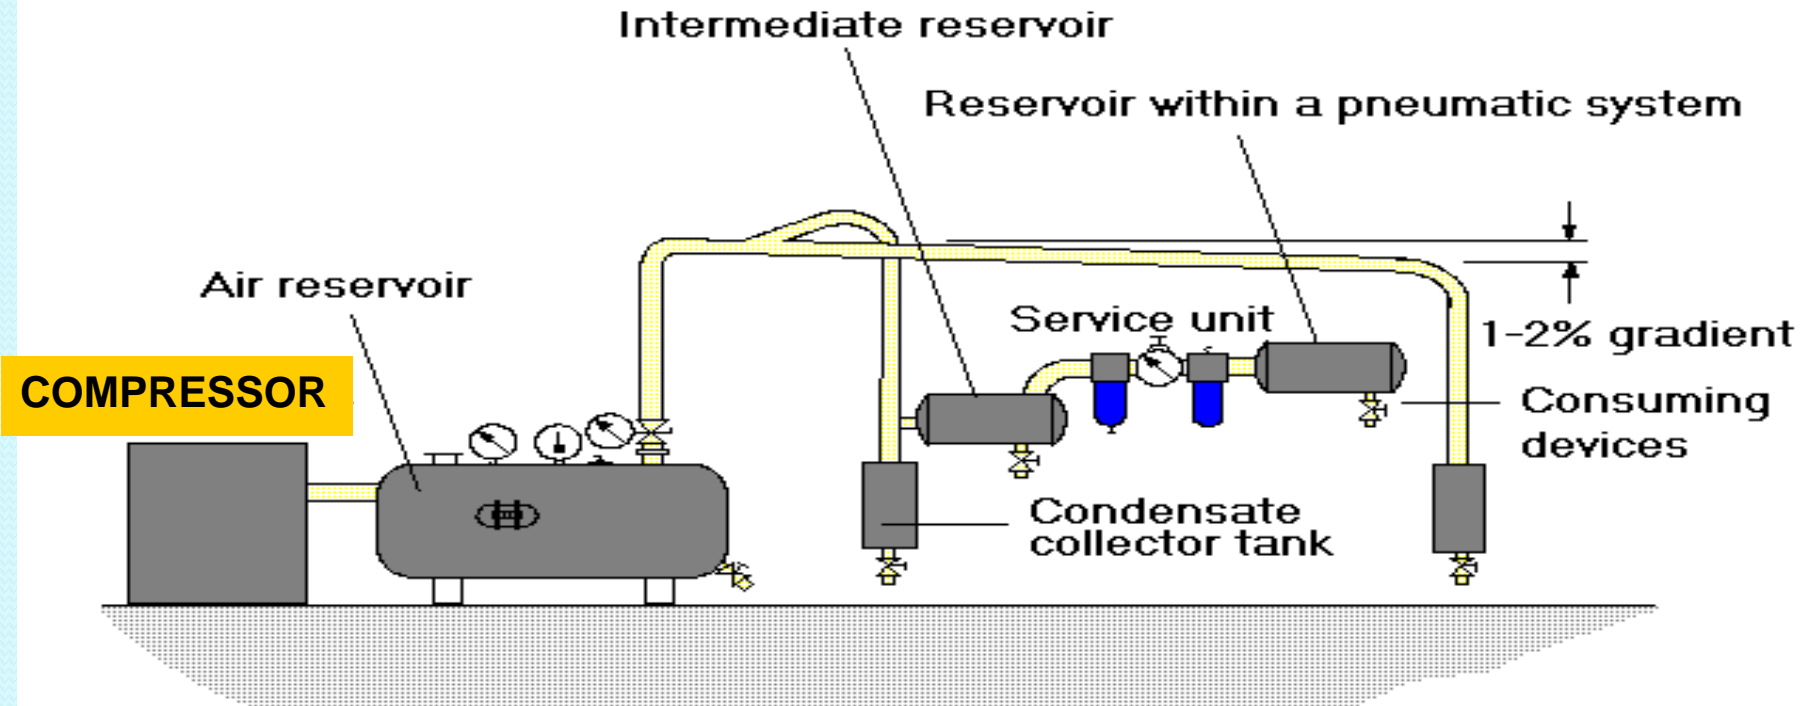 Intermediate reservoir
Reservoir within a pneumatic system
Air reservoir
Service unit
1-2% gradient
COMPRESSOR
Consuming
devices
Condensate
collector tank